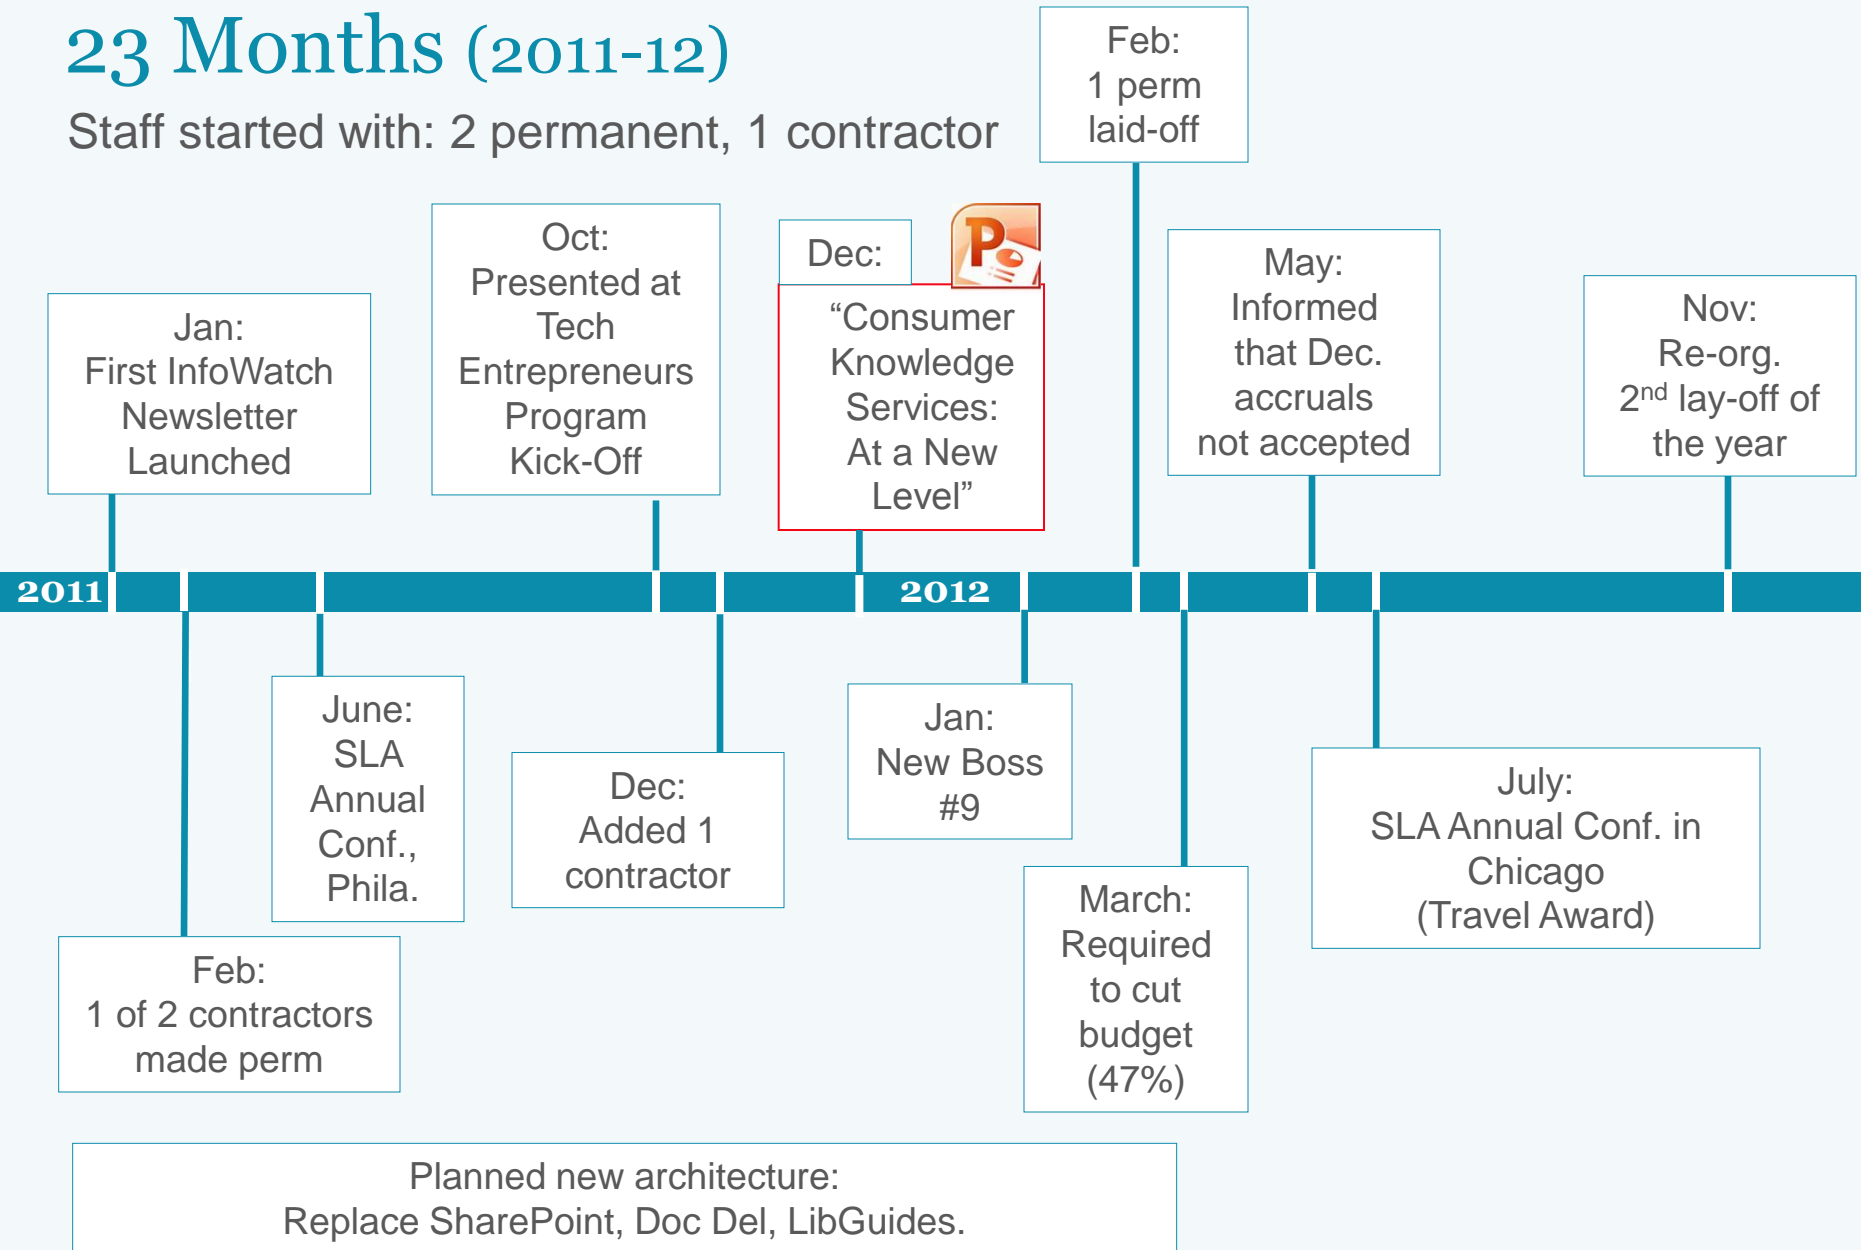 23 Months (2011-12)
Staff started with: 2 permanent, 1 contractor
Feb:
1 perm
laid-off
Jan:
First InfoWatch
Newsletter
Launched
Oct:
Presented at
Tech
Entrepreneurs
Program
Kick-Off
Dec:
P
“Consumer
Knowledge
Services:
At a New
Level”
May:
Informed
that Dec.
accruals
not accepted
Nov:
Re-org.
2nd lay-off of
the year
2011
2012
Feb:
1 of 2 contractors
made perm
June:
SLA
Annual
Conf.,
Phila.
Dec:
Added 1
contractor
Jan:
New Boss
#9
March:
Required
to cut
budget
(47%)
July:
SLA Annual Conf. in
Chicago
(Travel Award)
Planned new architecture:
Replace SharePoint, Doc Del, LibGuides.